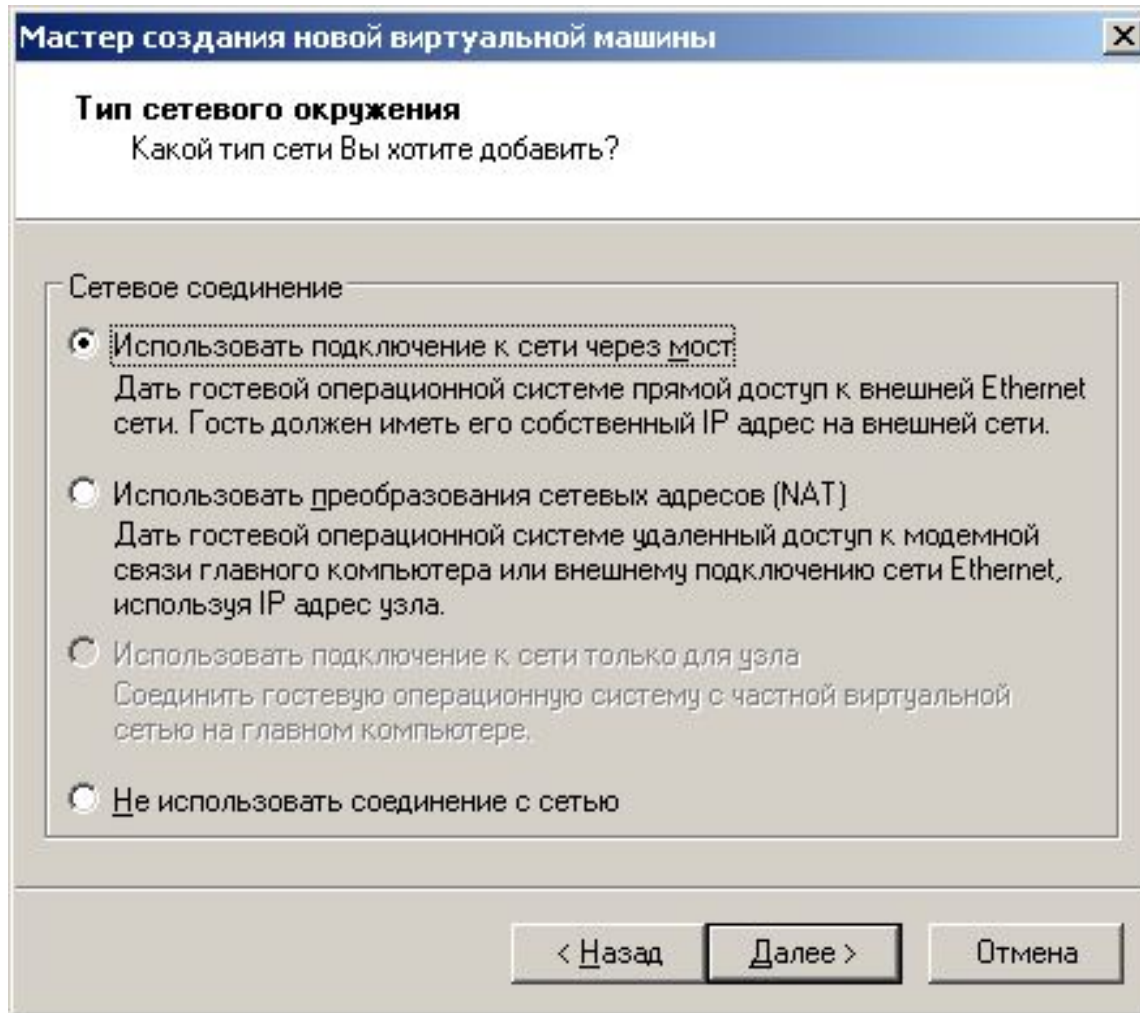 Мастер создания новой виртуальной машины
Тип сетевого окружения
Какой тип сети Вы хотите добавить?
Сетевое соединение
Использовать подключение к сети через мост
Дать гостевой операционной системе прямой доступ к внешней Ethernet
сети. Гость должен иметь его собственный IP адрес на внешней сети.
Использовать преобразования сетевых адресов (NAT)
Дать гостевой операционной системе удаленный доступ к модемной
связи главного компьютера или внешнему подключению сети Ethernet,
используя IP адрес узла.
Использовать подключение к сети только для узла
Соединить гостевую операционную систему с частной виртуальной
сетью на главном компьютере.
Не использовать соединение с сетью
< Назад
Далее >
Отмена